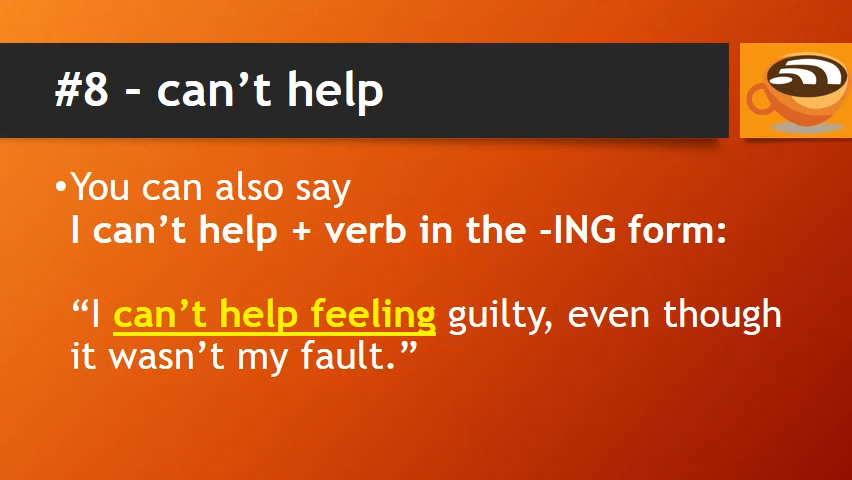 #8 – can’t help
•You can also say
I can’t help + verb in the -ING form:
“I can’t help feeling guilty, even though
it wasn’t my fault.”